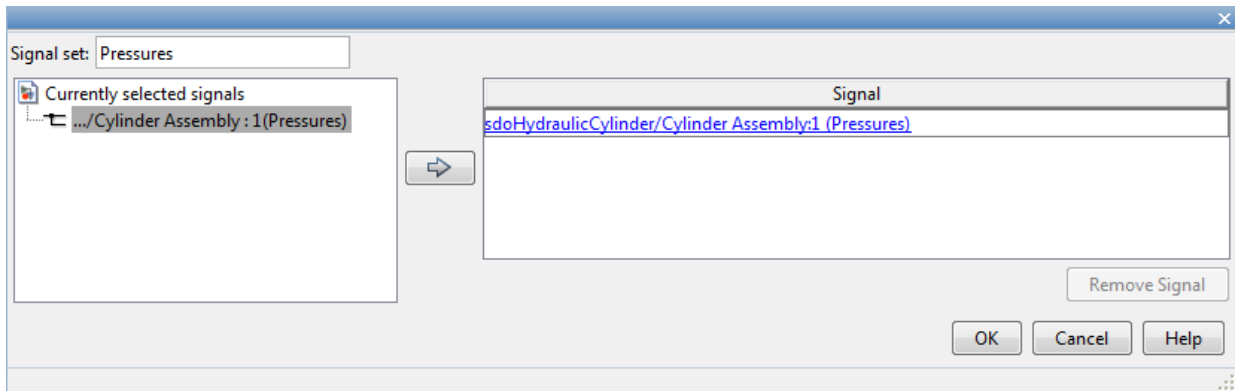 Signal set: Pressures
Currently selected signals
.../Cylinder Assembly : 1(Pressures)
Signal
sdoHydraulicCylinder/Cylinder Assembly:1 (Pressures)
Remove Signal
OK Cancel Help